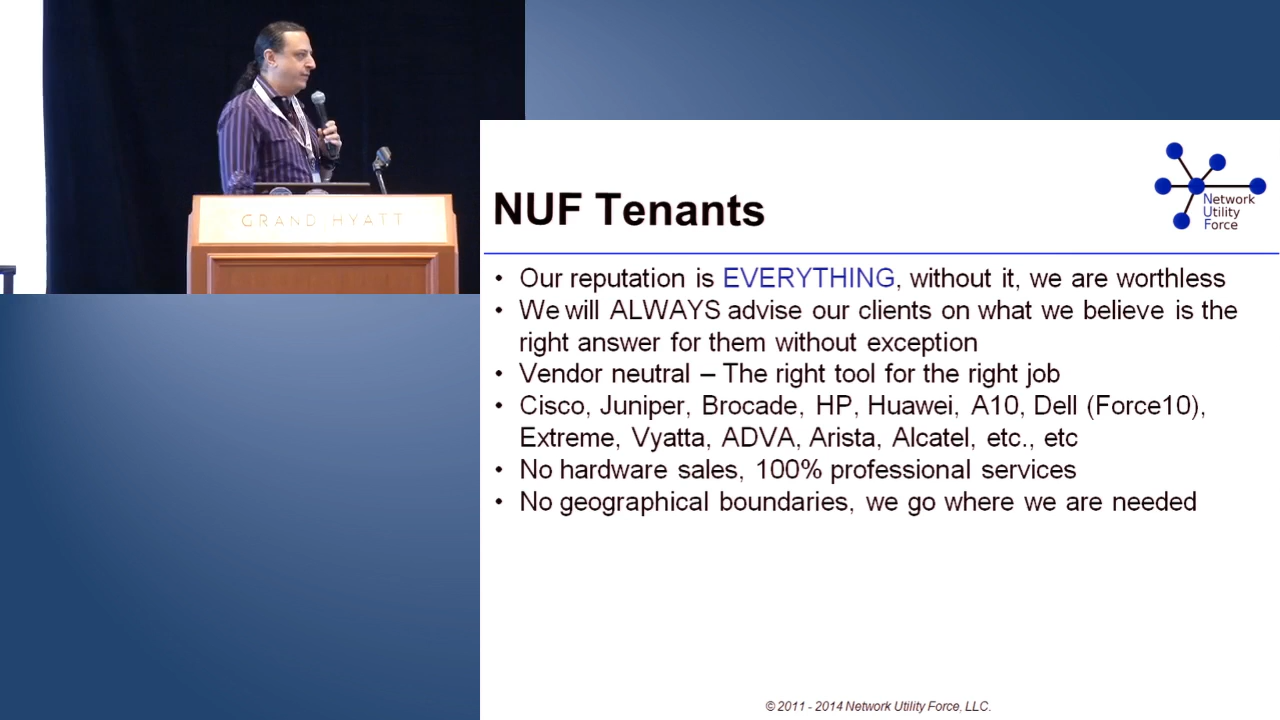 GRAND HYATT
Network
Utility
Force
NUF Tenants
• Our reputation is EVERYTHING, without it, we are worthless
• We will ALWAYS advise our clients on what we believe is the
right answer for them without exception
• Vendor neutral – The right tool for the right job
• Cisco, Juniper, Brocade, HP, Huawei, A10, Dell (Force10),
Extreme, Vyatta, ADVA, Arista, Alcatel, etc., etc
• No hardware sales, 100% professional services
• No geographical boundaries, we go where we are needed
© 2011 - 2014 Network Utility Force, LLC.